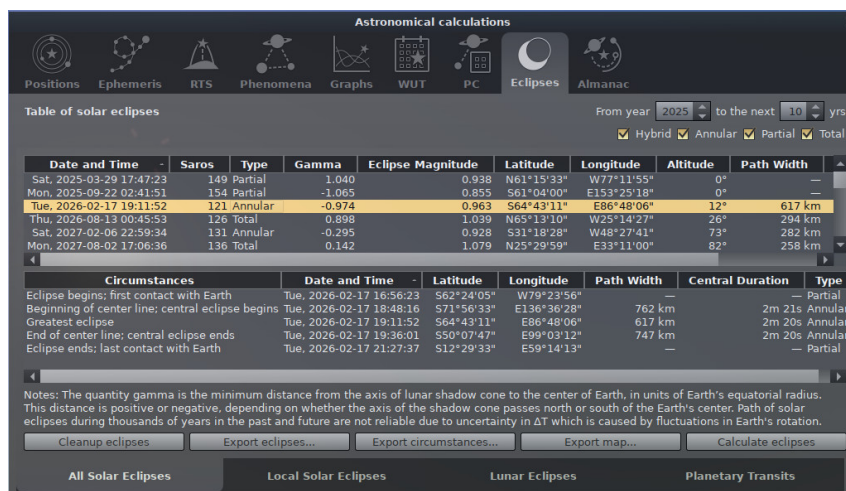 Astronomical calculations
Positions Ephemeris RTS Phenomena Graphs WUT PC Eclipses Almanac
Table of solar eclipses From year 2025 to the next 10 yrs
Hybrid Annular Partial Total
Date and Time - Saros Type Gamma Eclipse Magnitude Latitude Longitude Altitude Path Width
Sat, 2025-03-29 17:47:23 149 Partial 1.040 0.938 N61°15'33" W77°11'55" 0° —
Mon, 2025-09-22 02:41:51 154 Partial -1.065 0.855 S61°04'00" E153°25'18" 0° —
Tue, 2026-02-17 19:11:52 121 Annular -0.974 0.963 S64°43'11" E86°48'06" 12° 617 km
Thu, 2026-08-13 00:45:53 126 Total 0.898 1.039 N65°13'10" W25°14'27" 26° 294 km
Sat, 2027-02-06 22:59:34 131 Annular -0.295 0.928 S31°18'28" W48°27'41" 73° 282 km
Mon, 2027-08-02 17:06:36 136 Total 0.142 1.079 N25°29'59" E33°11'00" 82° 258 km
Circumstances Date and Time - Latitude Longitude Path Width Central Duration Type
Eclipse begins; first contact with Earth Tue, 2026-02-17 16:56:23 S62°24'05" W79°23'56" — — Partial
Beginning of center line; central eclipse begins Tue, 2026-02-17 18:48:16 S71°56'33" E136°36'28" 762 km 2m 21s Annular
Greatest eclipse Tue, 2026-02-17 19:11:52 S64°43'11" E86°48'06" 617 km 2m 20s Annular
End of center line; central eclipse ends Tue, 2026-02-17 19:36:01 S50°07'47" E99°03'12" 747 km 2m 20s Annular
Eclipse ends; last contact with Earth Tue, 2026-02-17 21:27:37 S12°29'33" E59°14'13" — — Partial
Notes: The quantity gamma is the minimum distance from the axis of lunar shadow cone to the center of Earth, in units of Earth's equatorial radius.
This distance is positive or negative, depending on whether the axis of the shadow cone passes north or south of the Earth's center. Path of solar
eclipses during thousands of years in the past and future are not reliable due to uncertainty in ΔT which is caused by fluctuations in Earth's rotation.
Cleanup eclipses Export eclipses... Export circumstances... Export map... Calculate eclipses
All Solar Eclipses Local Solar Eclipses Lunar Eclipses Planetary Transits